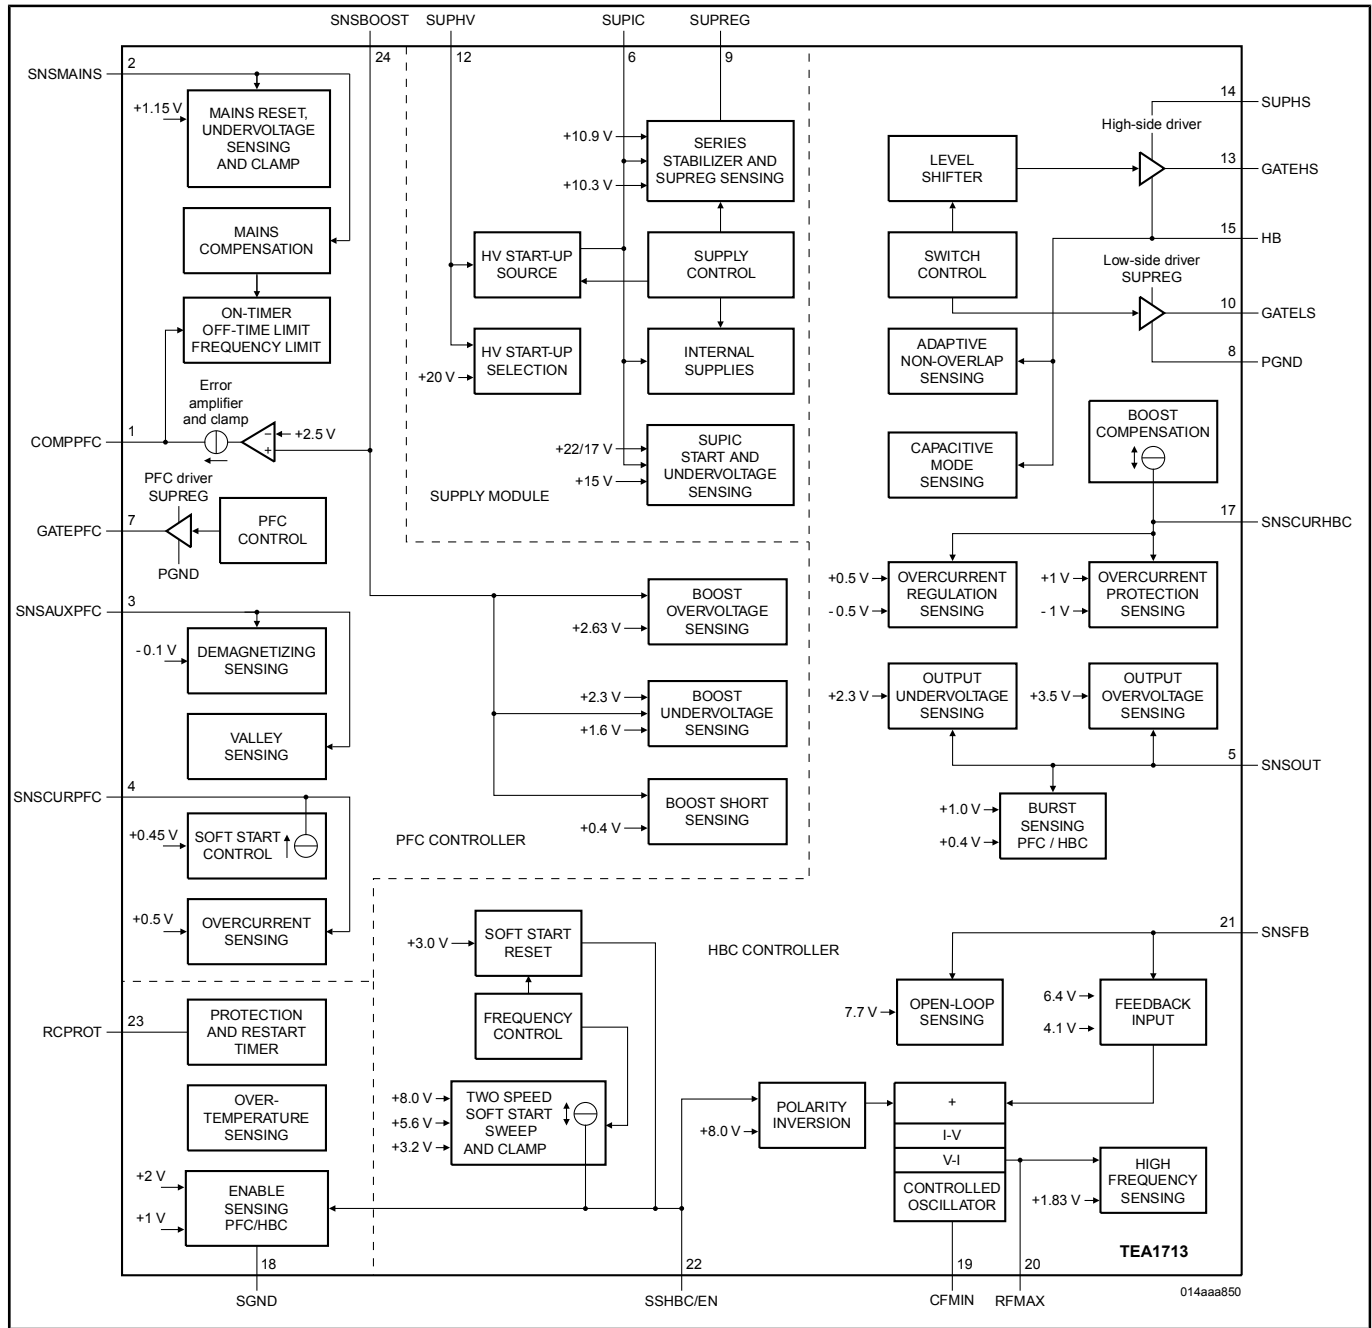 SNSBOOST SUPHV SUPIC SUPREG
24 12 6 9
2
SNSMAINS
+1.15 V
MAINS RESET,
UNDERVOLTAGE
SENSING
AND CLAMP
MAINS
COMPENSATION
ON-TIMER
OFF-TIME LIMIT
FREQUENCY LIMIT
Error
amplifier
and clamp
1
COMPPFC
+2.5 V
−
+
PFC driver
SUPREG
7
GATEPFC
PFC
CONTROL
PGND
3
SNSAUXPFC
- 0.1 V
DEMAGNETIZING
SENSING
VALLEY
SENSING
4
SNSCURPFC
+0.45 V
SOFT START
CONTROL
+0.5 V
OVERCURRENT
SENSING
23
RCPROT
PROTECTION
AND RESTART
TIMER
OVER-
TEMPERATURE
SENSING
+2 V
+1 V
ENABLE
SENSING
PFC/HBC
18
SGND
+10.9 V
+10.3 V
SERIES
STABILIZER AND
SUPREG SENSING
HV START-UP
SOURCE
SUPPLY
CONTROL
HV START-UP
SELECTION
+20 V
INTERNAL
SUPPLIES
+22/17 V
+15 V
SUPIC
START AND
UNDERVOLTAGE
SENSING
SUPPLY MODULE
BOOST
OVERVOLTAGE
SENSING
+2.63 V
+2.3 V
+1.6 V
BOOST
UNDERVOLTAGE
SENSING
BOOST SHORT
SENSING
+0.4 V
PFC CONTROLLER
+3.0 V
SOFT START
RESET
FREQUENCY
CONTROL
+8.0 V
+5.6 V
+3.2 V
TWO SPEED
SOFT START
SWEEP
AND CLAMP
HBC CONTROLLER
22
SSHBC/EN
14
SUPHS
High-side driver
LEVEL
SHIFTER
13
GATEHS
15
HB
SWITCH
CONTROL
Low-side driver
SUPREG
10
GATELS
8
PGND
ADAPTIVE
NON-OVERLAP
SENSING
CAPACITIVE
MODE
SENSING
BOOST
COMPENSATION
17
SNSCURHBC
+0.5 V
- 0.5 V
OVERCURRENT
REGULATION
SENSING
+1 V
- 1 V
OVERCURRENT
PROTECTION
SENSING
+2.3 V
OUTPUT
UNDERVOLTAGE
SENSING
+3.5 V
OUTPUT
OVERVOLTAGE
SENSING
5
SNSOUT
+1.0 V
+0.4 V
BURST
SENSING
PFC / HBC
21
SNSFB
7.7 V
OPEN-LOOP
SENSING
6.4 V
4.1 V
FEEDBACK
INPUT
+8.0 V
POLARITY
INVERSION
+
I-V
V-I
CONTROLLED
OSCILLATOR
+1.83 V
HIGH
FREQUENCY
SENSING
TEA1713
19 20
CFMIN RFMAX
014aaa850